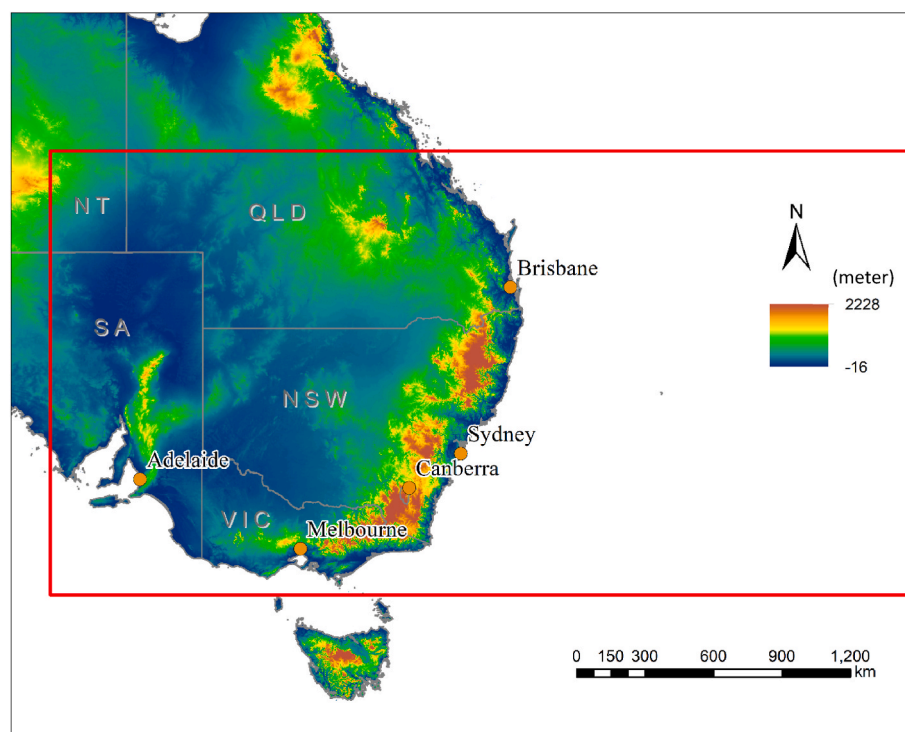 N
NT
QLD
Brisbane
(meter)
2228
-16
SA
NSW
Sydney
Adelaide
Canberra
VIC
Melbourne
0 150 300 600 900 1,200
km